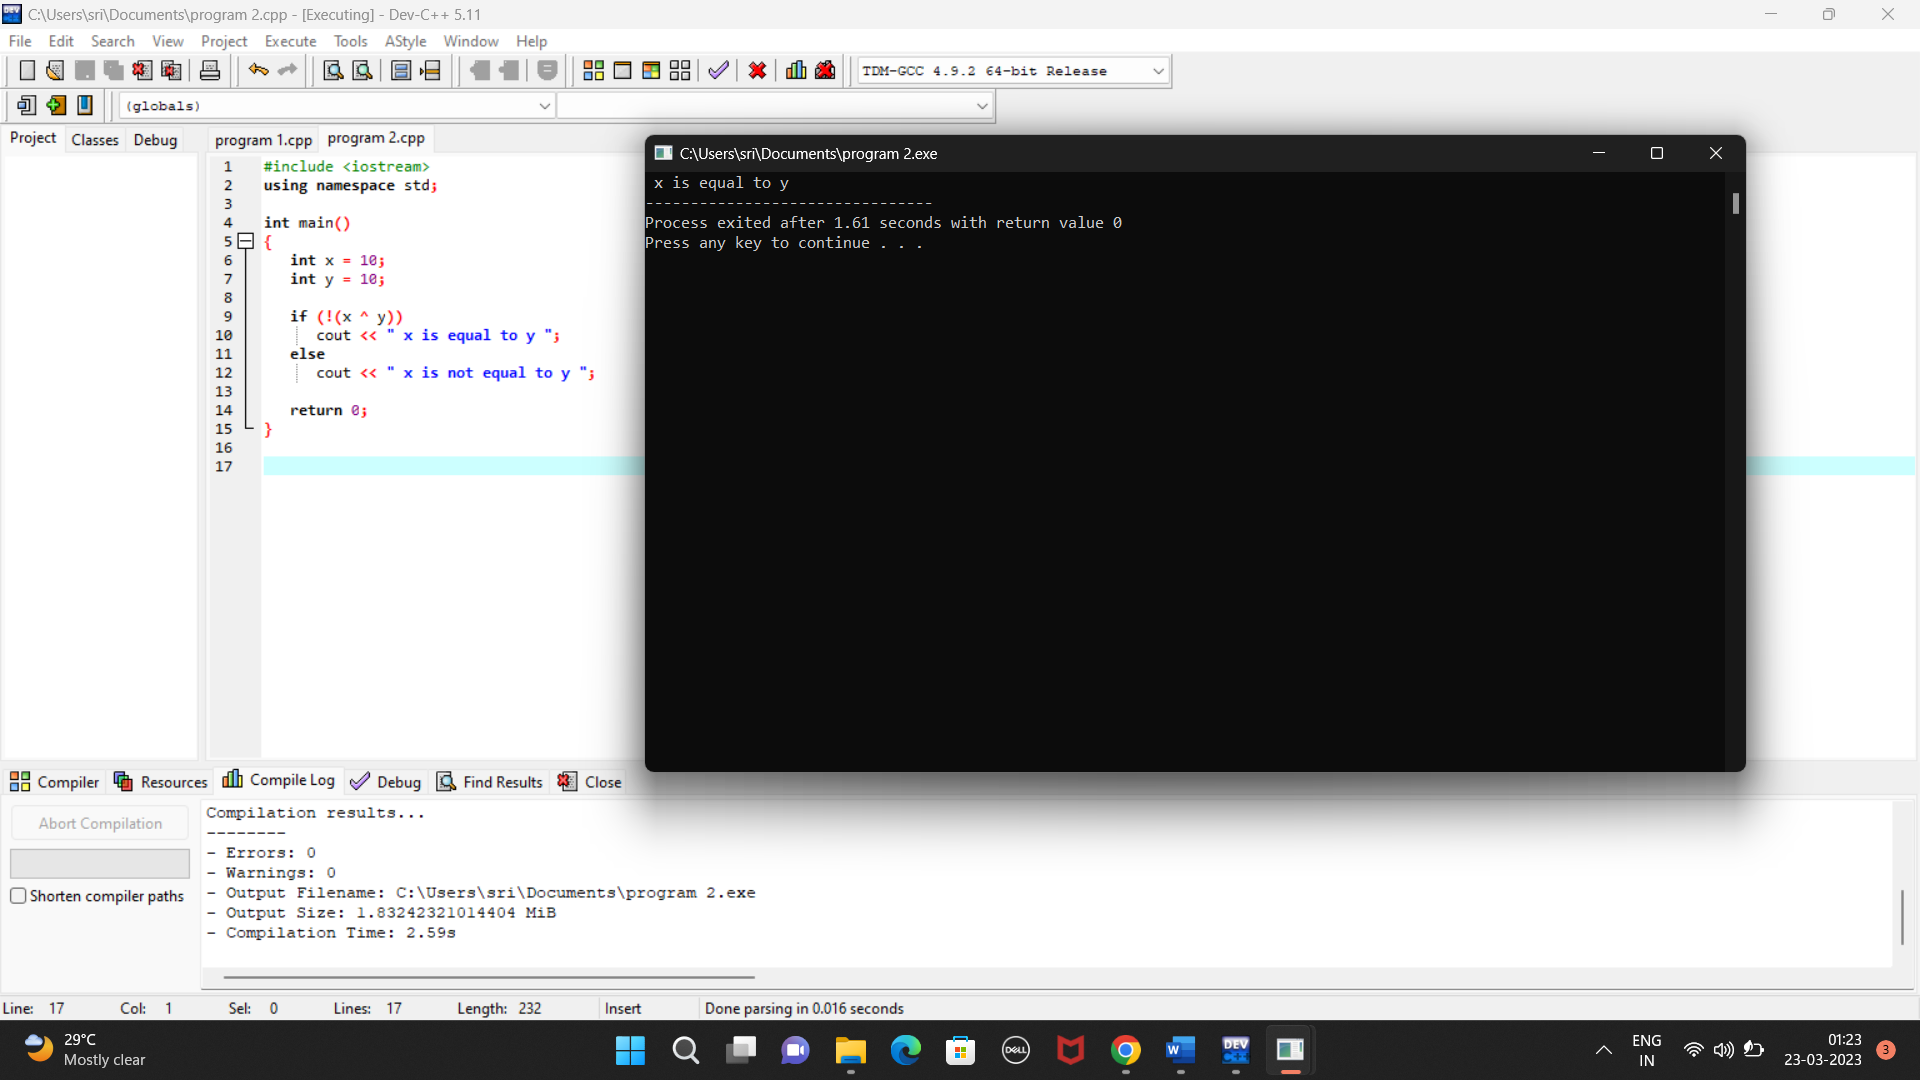 C:\Users\sri\Documents\program 2.cpp - [Executing] - Dev-C++ 5.11
File Edit Search View Project Execute Tools AStyle Window Help
TDM-GCC 4.9.2 64-bit Release
(globals)
Project Classes Debug
program 1.cpp program 2.cpp
1 #include <iostream>
2 using namespace std;
3
4 int main()
5 {
6 int x = 10;
7 int y = 10;
8
9 if (!(x ^ y))
10 cout << " x is equal to y ";
11 else
12 cout << " x is not equal to y ";
13
14 return 0;
15 }
16
17
C:\Users\sri\Documents\program 2.exe
x is equal to y
--------------------------------
Process exited after 1.61 seconds with return value 0
Press any key to continue . . .
Compiler Resources Compile Log Debug Find Results Close
Abort Compilation
Shorten compiler paths
Compilation results...
--------
- Errors: 0
- Warnings: 0
- Output Filename: C:\Users\sri\Documents\program 2.exe
- Output Size: 1.83242321014404 MiB
- Compilation Time: 2.59s
Line: 17 Col: 1 Sel: 0 Lines: 17 Length: 232 Insert Done parsing in 0.016 seconds
29°C
Mostly clear
DELL
W
DEV
C++
ENG
IN
01:23
23-03-2023
3